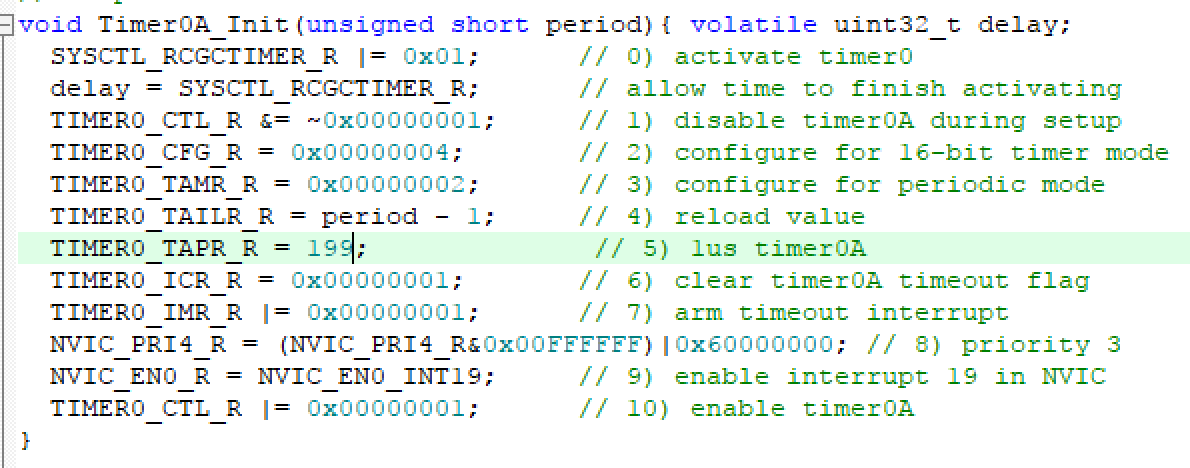 void Timer0A_Init(unsigned short period){ volatile uint32_t delay;
SYSCTL_RCGCTIMER_R |= 0x01; // 0) activate timer0
delay = SYSCTL_RCGCTIMER_R; // allow time to finish activating
TIMER0_CTL_R &= ~0x00000001; // 1) disable timer0A during setup
TIMER0_CFG_R = 0x00000004; // 2) configure for 16-bit timer mode
TIMER0_TAMR_R = 0x00000002; // 3) configure for periodic mode
TIMER0_TAILR_R = period - 1; // 4) reload value
TIMER0_TAPR_R = 199; // 5) 1us timer0A
TIMER0_ICR_R = 0x00000001; // 6) clear timer0A timeout flag
TIMER0_IMR_R |= 0x00000001; // 7) arm timeout interrupt
NVIC_PRI4_R = (NVIC_PRI4_R&0x00FFFFFF)|0x60000000; // 8) priority 3
NVIC_EN0_R = NVIC_EN0_INT19; // 9) enable interrupt 19 in NVIC
TIMER0_CTL_R |= 0x00000001; // 10) enable timer0A
}